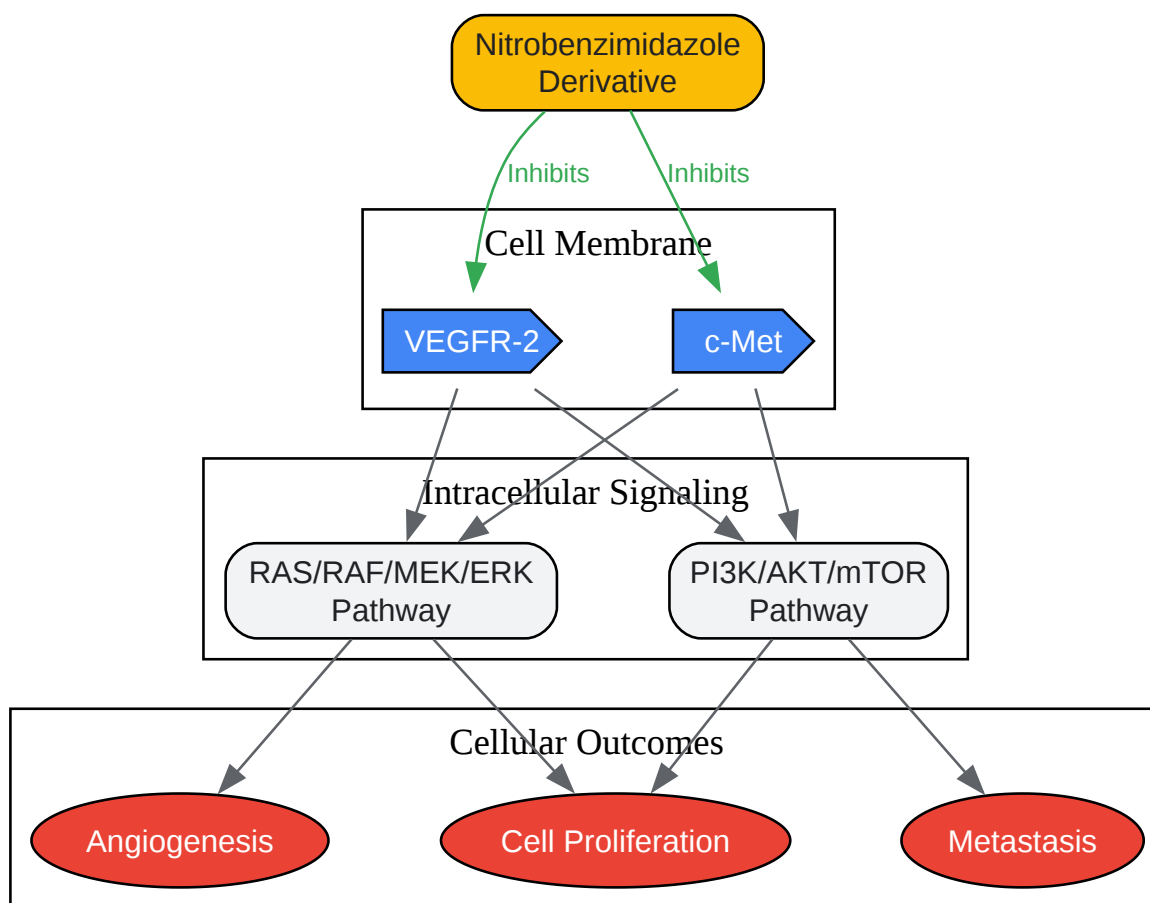 Nitrobenzimidazole
Derivative
Inhibits
Inhibits
Cell Membrane
VEGFR-2
c-Met
Intracellular Signaling
RAS/RAF/MEK/ERK
Pathway
PI3K/AKT/mTOR
Pathway
Cellular Outcomes
Angiogenesis
Cell Proliferation
Metastasis